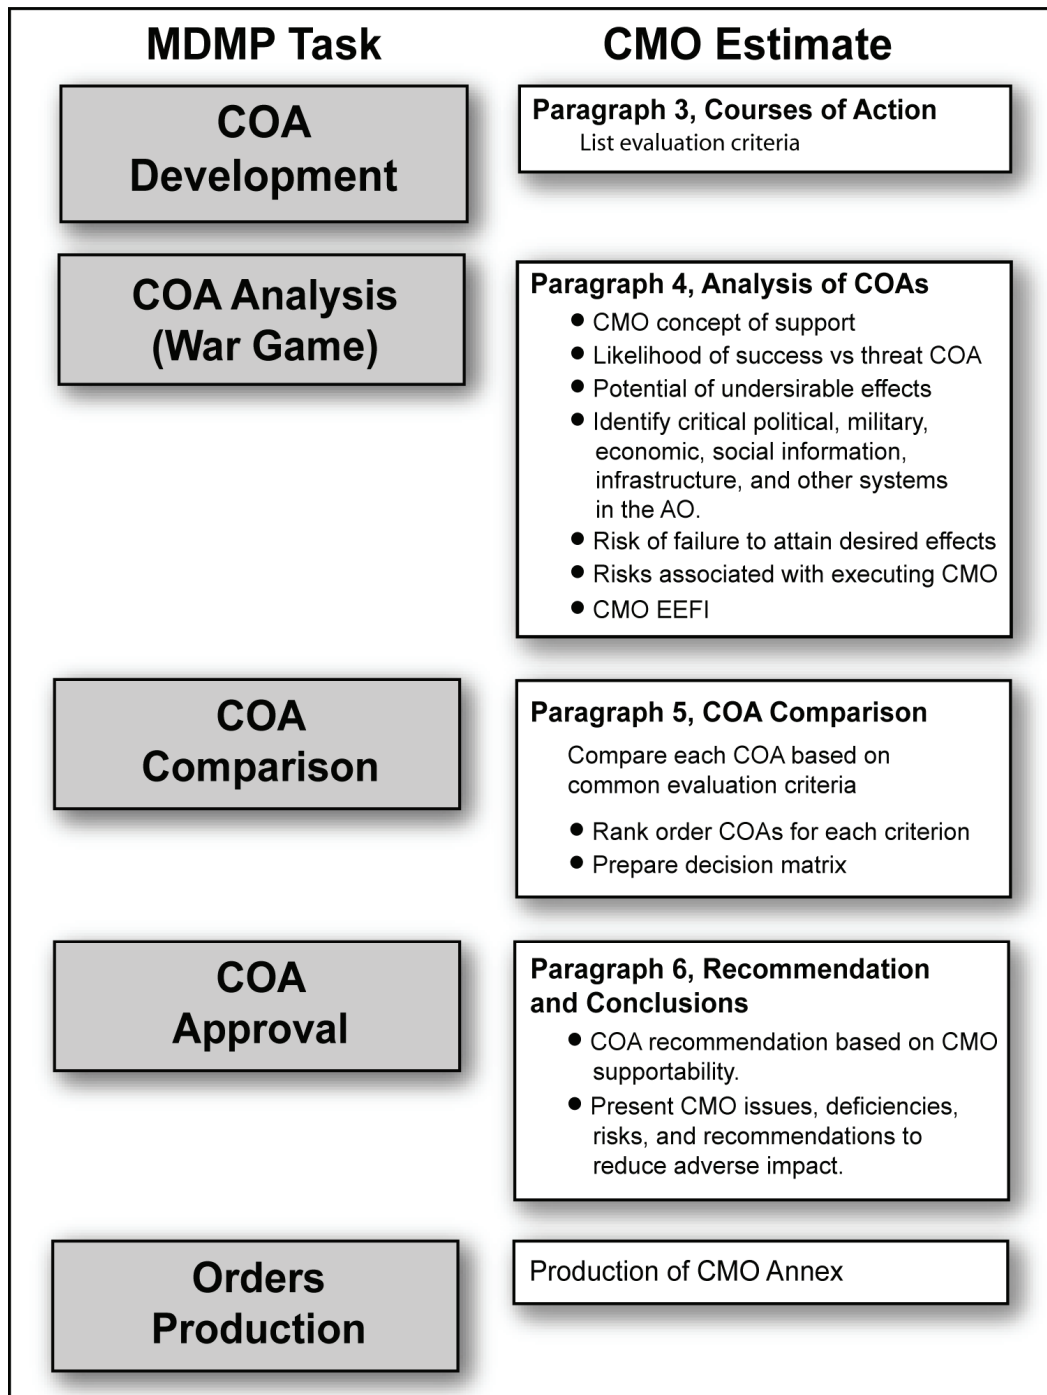 MDMP Task
CMO Estimate
COA
Development
Paragraph 3, Courses of Action
List evaluation criteria
COA Analysis
(War Game)
Paragraph 4, Analysis of COAs
● CMO concept of support
● Likelihood of success vs threat COA
● Potential of undersirable effects
● Identify critical political, military,
economic, social information,
infrastructure, and other systems
in the AO.
● Risk of failure to attain desired effects
● Risks associated with executing CMO
● CMO EEFI
COA
Comparison
Paragraph 5, COA Comparison
Compare each COA based on
common evaluation criteria
● Rank order COAs for each criterion
● Prepare decision matrix
COA
Approval
Paragraph 6, Recommendation
and Conclusions
● COA recommendation based on CMO
supportability.
● Present CMO issues, deficiencies,
risks, and recommendations to
reduce adverse impact.
Orders
Production
Production of CMO Annex